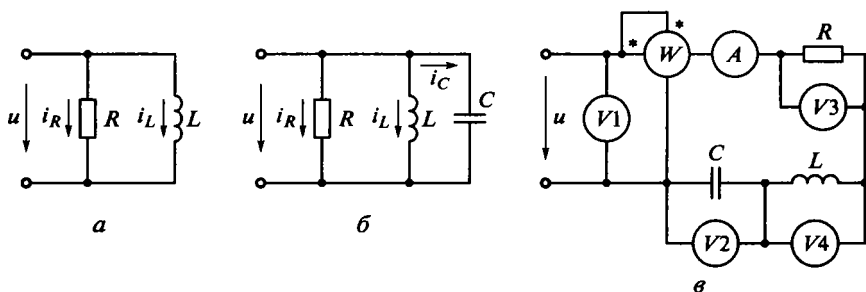 u
i_R
R
i_L
L
а
u
i_R
R
i_L
L
i_C
C
б
u
V1
*
*
W
A
R
V3
C
L
V2
V4
в